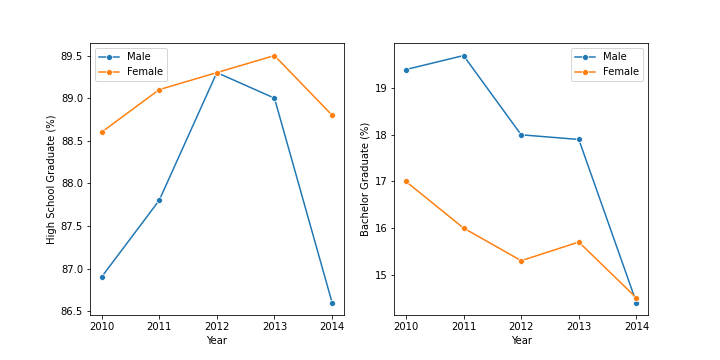 Male
Female
89.5
89.0
88.5
88.0
87.5
87.0
86.5
High School Graduate (%)
2010 2011 2012 2013 2014
Year
Male
Female
19
18
17
16
15
Bachelor Graduate (%)
2010 2011 2012 2013 2014
Year